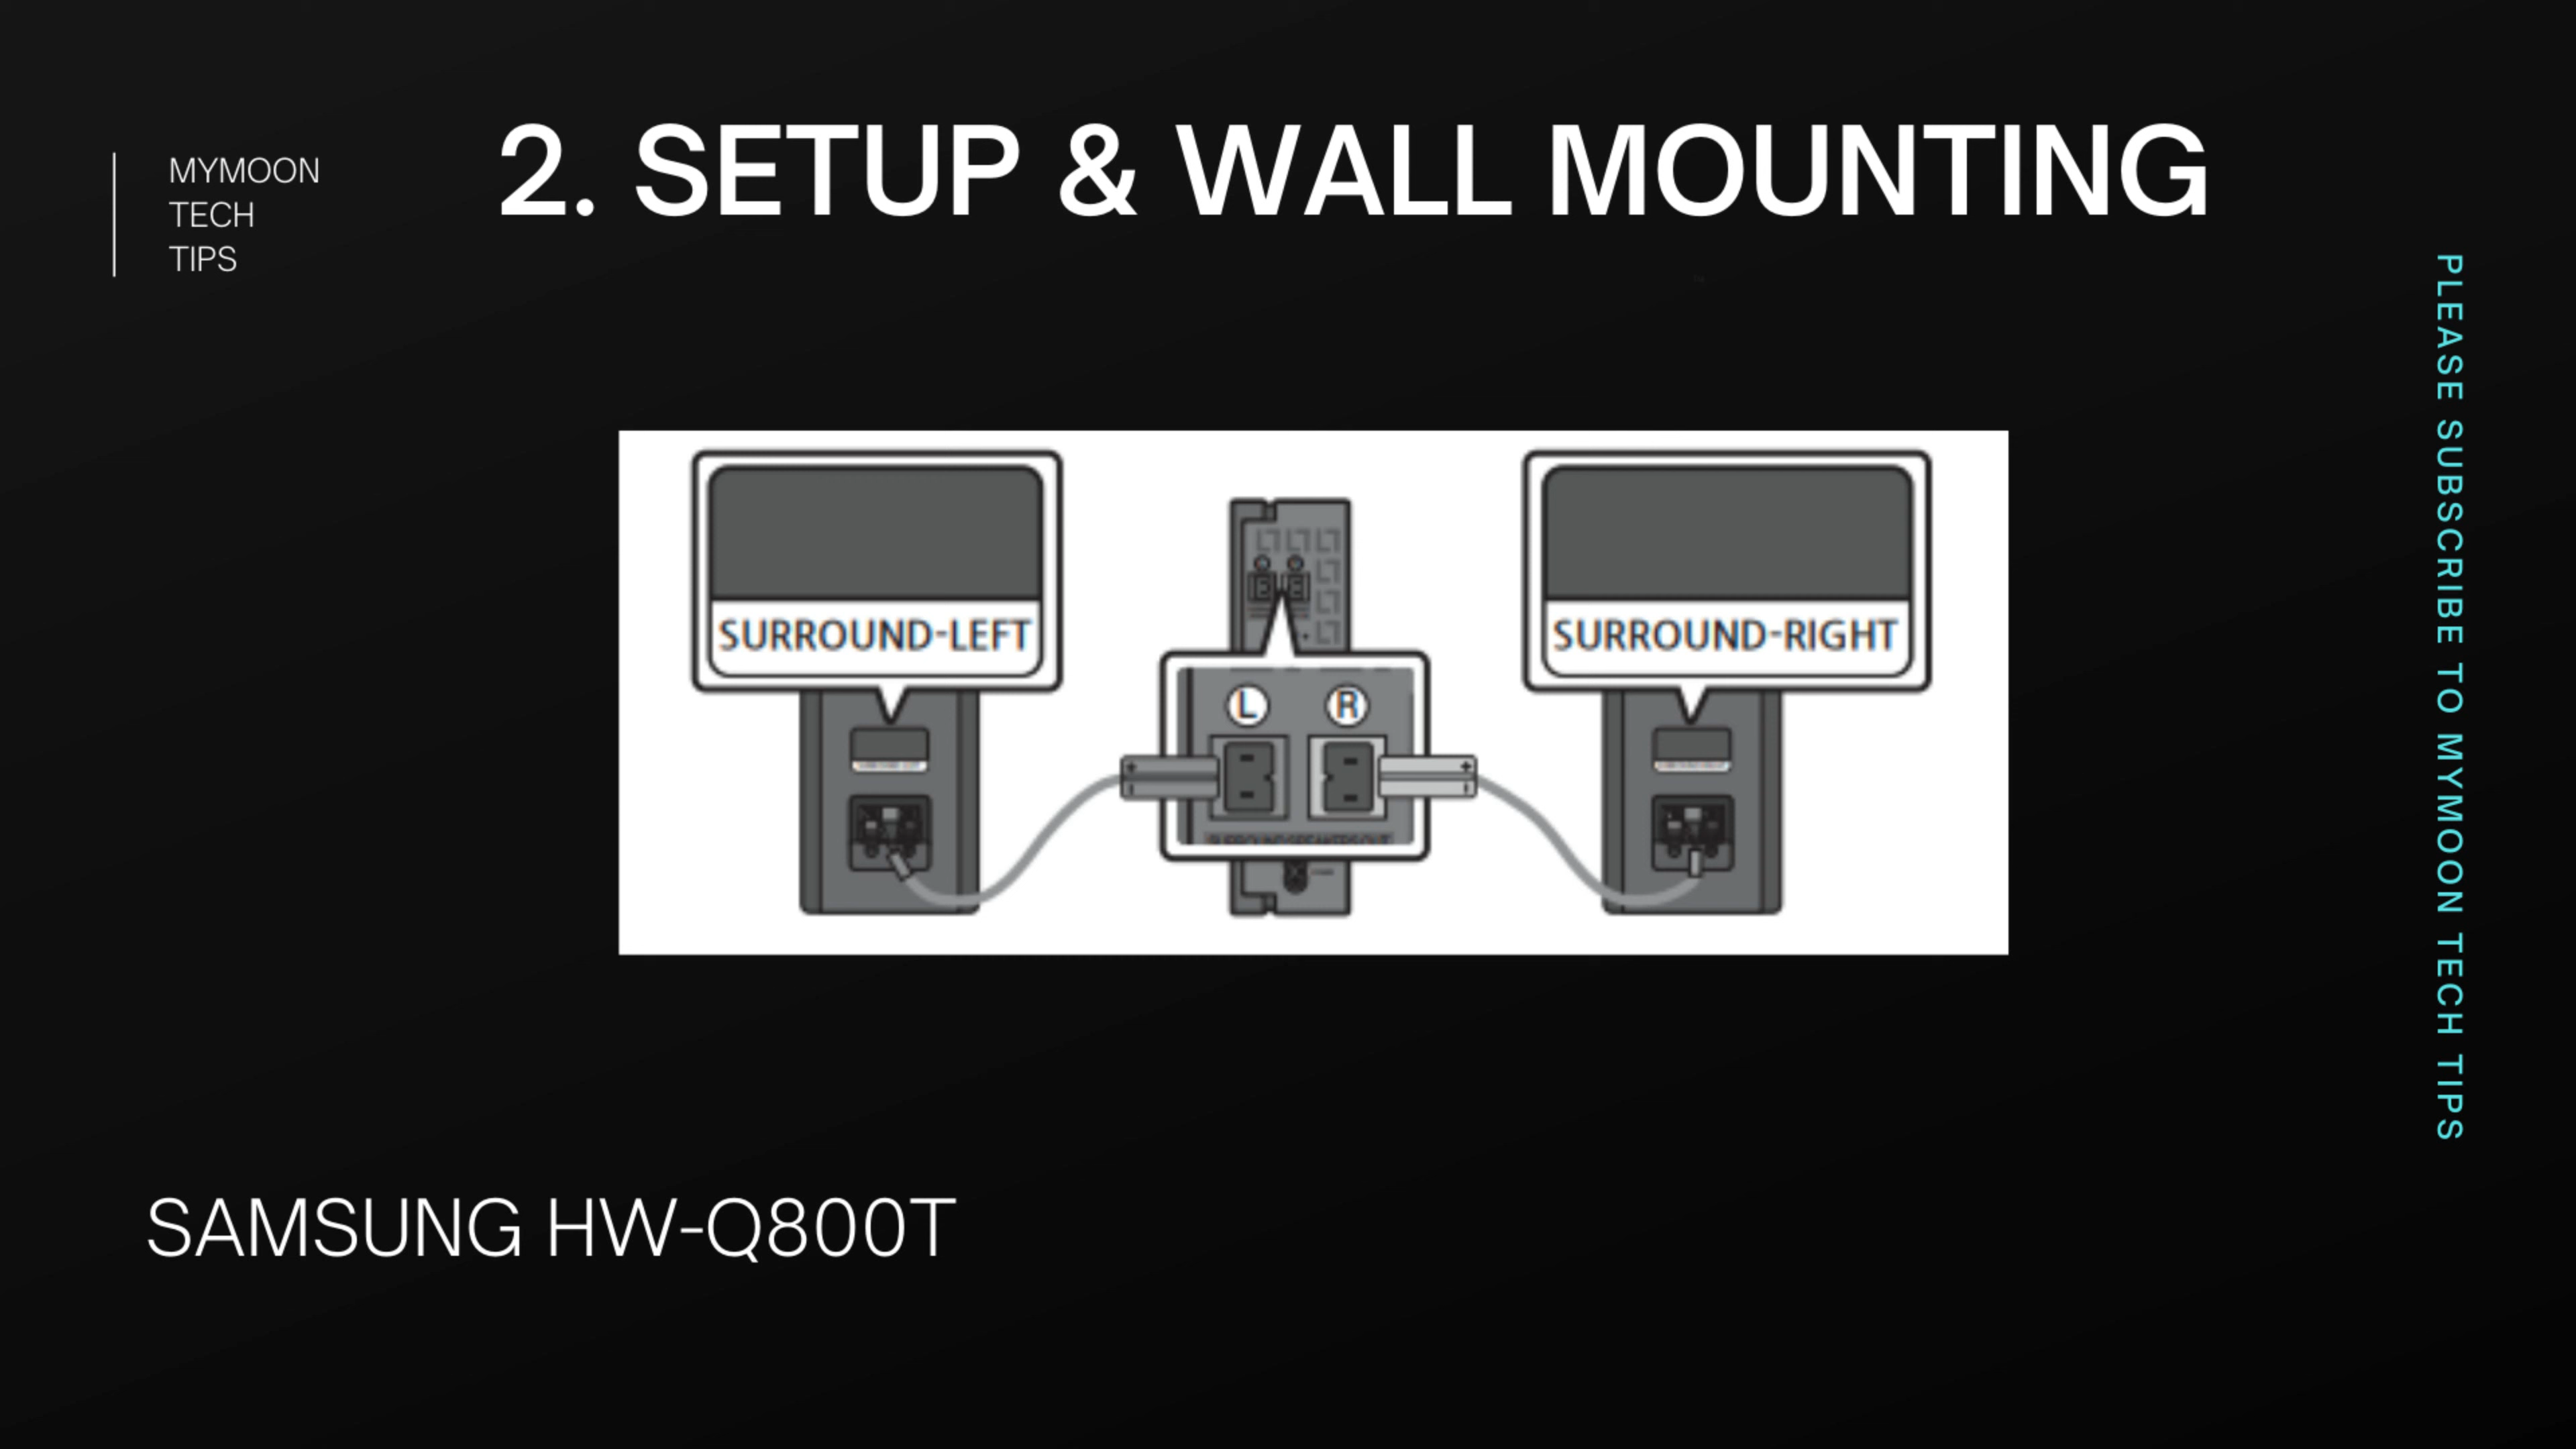 MYMOON
TECH
TIPS
2. SETUP & WALL MOUNTING
SURROUND-LEFT
SURROUND-RIGHT
L
R
PLEASE SUBSCRIBE TO MYMOON TECH TIPS
SAMSUNG HW-Q800T